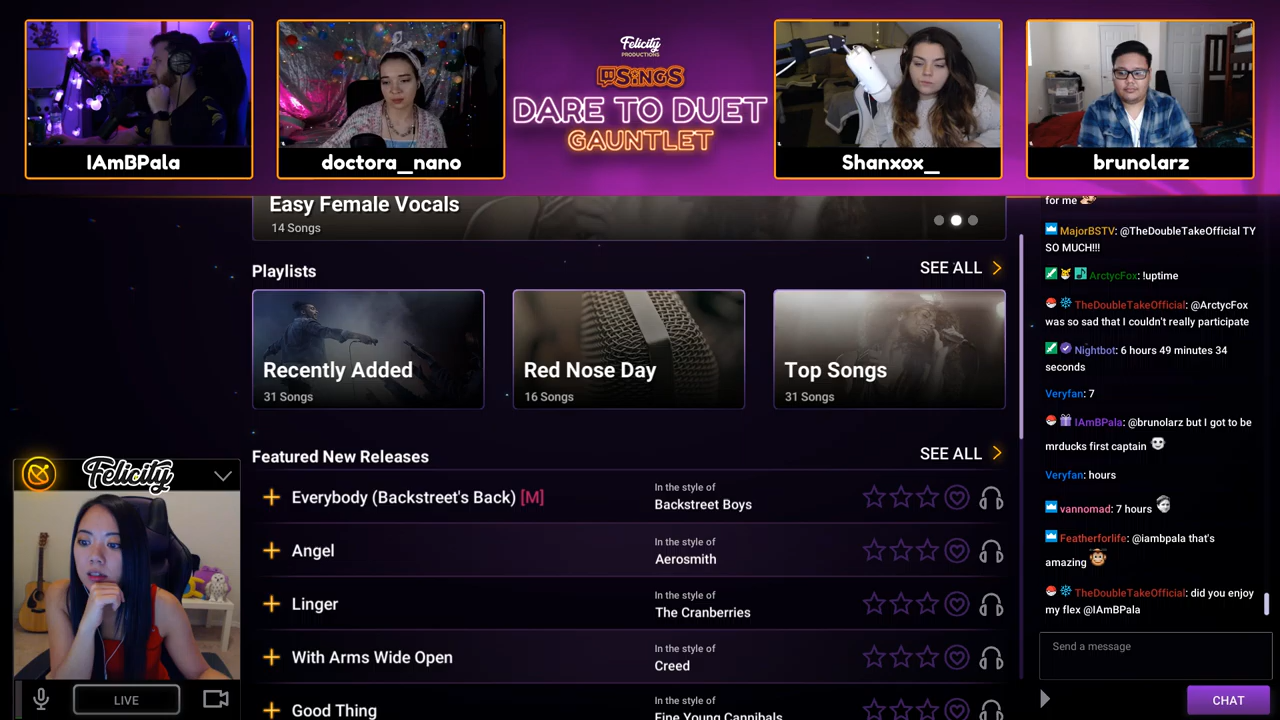 Felicity
PRODUCTIONS
SINGS
DARE TO DUET
GAUNTLET
IAmBPala
doctora__nano
Shanxox_
brunolarz
Easy Female Vocals
14 Songs
Playlists
SEE ALL
Recently Added
31 Songs
Red Nose Day
16 Songs
Top Songs
31 Songs
Featured New Releases
SEE ALL
Everybody (Backstreet's Back) [M]
In the style of
Backstreet Boys
Angel
In the style of
Aerosmith
Linger
In the style of
The Cranberries
With Arms Wide Open
In the style of
Creed
Good Thing
In the style of
Fine Young Cannibals
Felicity
LIVE
for me
MajorBSTV: @TheDoubleTakeOfficial TY
SO MUCH!!!
ArctycFox: !uptime
TheDoubleTakeOfficial: @ArctycFox
was so sad that I couldn't really participate
Nightbot: 6 hours 49 minutes 34
seconds
Veryfan: 7
IAmBPala: @brunolarz but I got to be
mrducks first captain
Veryfan: hours
vannomad: 7 hours
Featherforlife: @iambpala that's
amazing
TheDoubleTakeOfficial: did you enjoy
my flex @IAmBPala
Send a message
CHAT